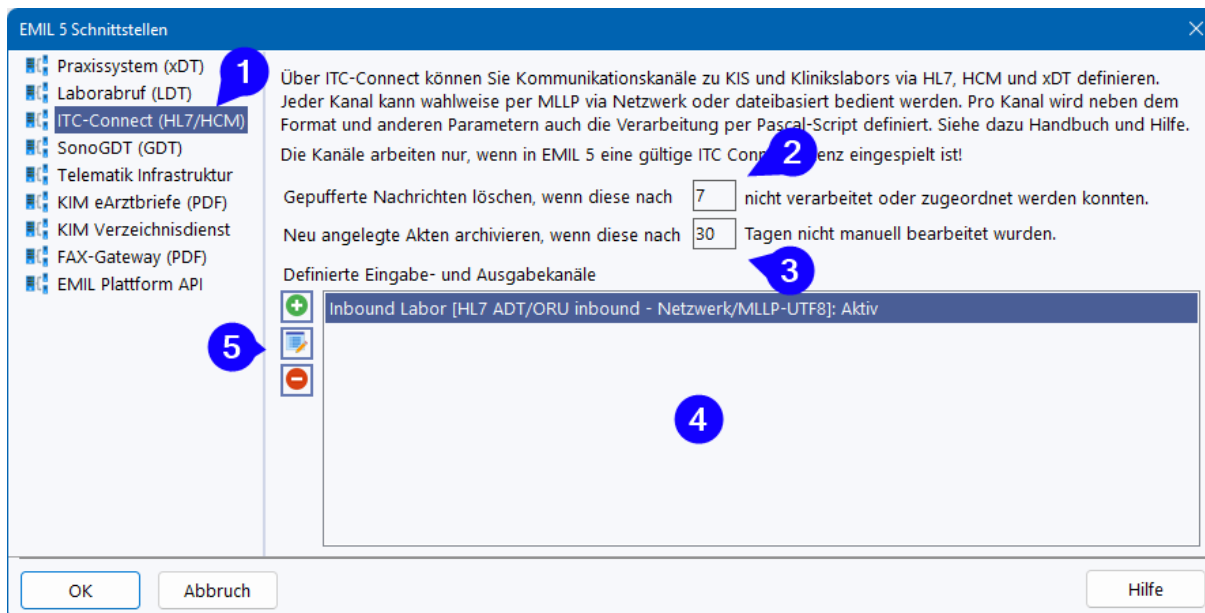 EMIL 5 Schnittstellen
Praxissystem (xDT)
Laborabruf (LDT)
ITC-Connect (HL7/HCM)
SonoGDT (GDT)
Telematik Infrastruktur
KIM eArztbriefe (PDF)
KIM Verzeichnisdienst
FAX-Gateway (PDF)
EMIL Plattform API
1
Über ITC-Connect können Sie Kommunikationskanäle zu KIS und Klinikslabors via HL7, HCM und xDT definieren.
Jeder Kanal kann wahlweise per MLLP via Netzwerk oder dateibasiert bedient werden. Pro Kanal wird neben dem
Format und anderen Parametern auch die Verarbeitung per Pascal-Script definiert. Siehe dazu Handbuch und Hilfe.
Die Kanäle arbeiten nur, wenn in EMIL 5 eine gültige ITC eingespielt ist!
2
Gepufferte Nachrichten löschen, wenn diese nach 7 nicht verarbeitet oder zugeordnet werden konnten.
Neu angelegte Akten archivieren, wenn diese nach 30 Tagen nicht manuell bearbeitet wurden.
3
Definierte Eingabe- und Ausgabekanäle
Inbound Labor [HL7 ADT/ORU inbound - Netzwerk/MLLP-UTF8]: Aktiv
5
4
OK
Abbruch
Hilfe